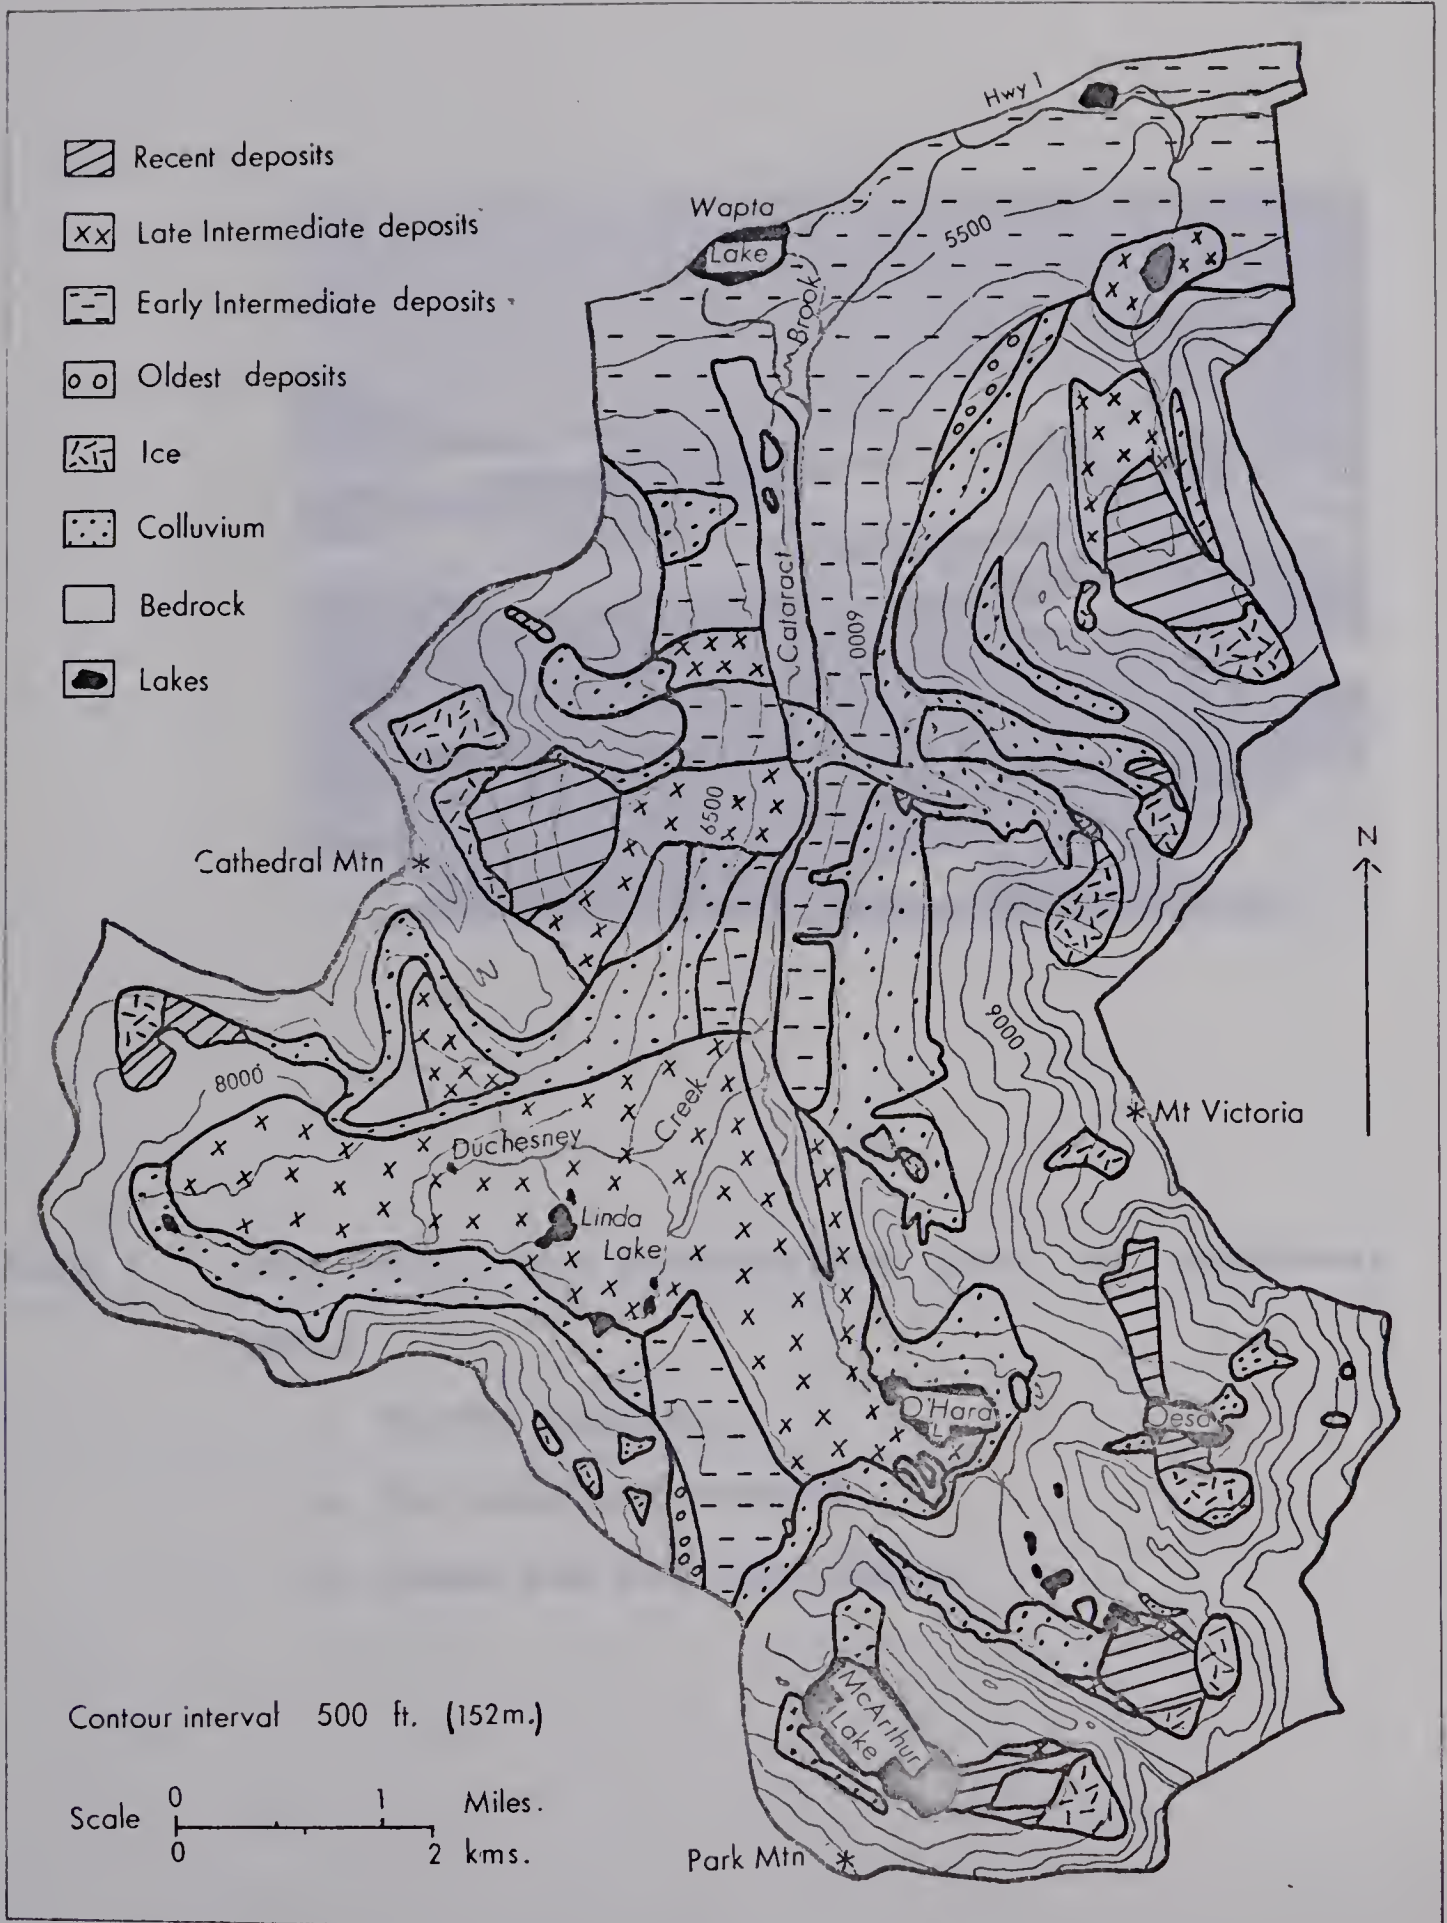 Recent deposits
Late Intermediate deposits
Early Intermediate deposits
Oldest deposits
Ice
Colluvium
Bedrock
Lakes
Hwy 1
Wapta
Lake
5500
Brook
Cataract
6000
6500
Cathedral Mtn
N
9000
8000
Mt Victoria
Duchesney
Creek
Linda
Lake
O'Hara
L
Oesa
McArthur
Lake
Contour interval 500 ft. (152m.)
Scale
0 1 Miles.
0 2 kms.
Park Mtn